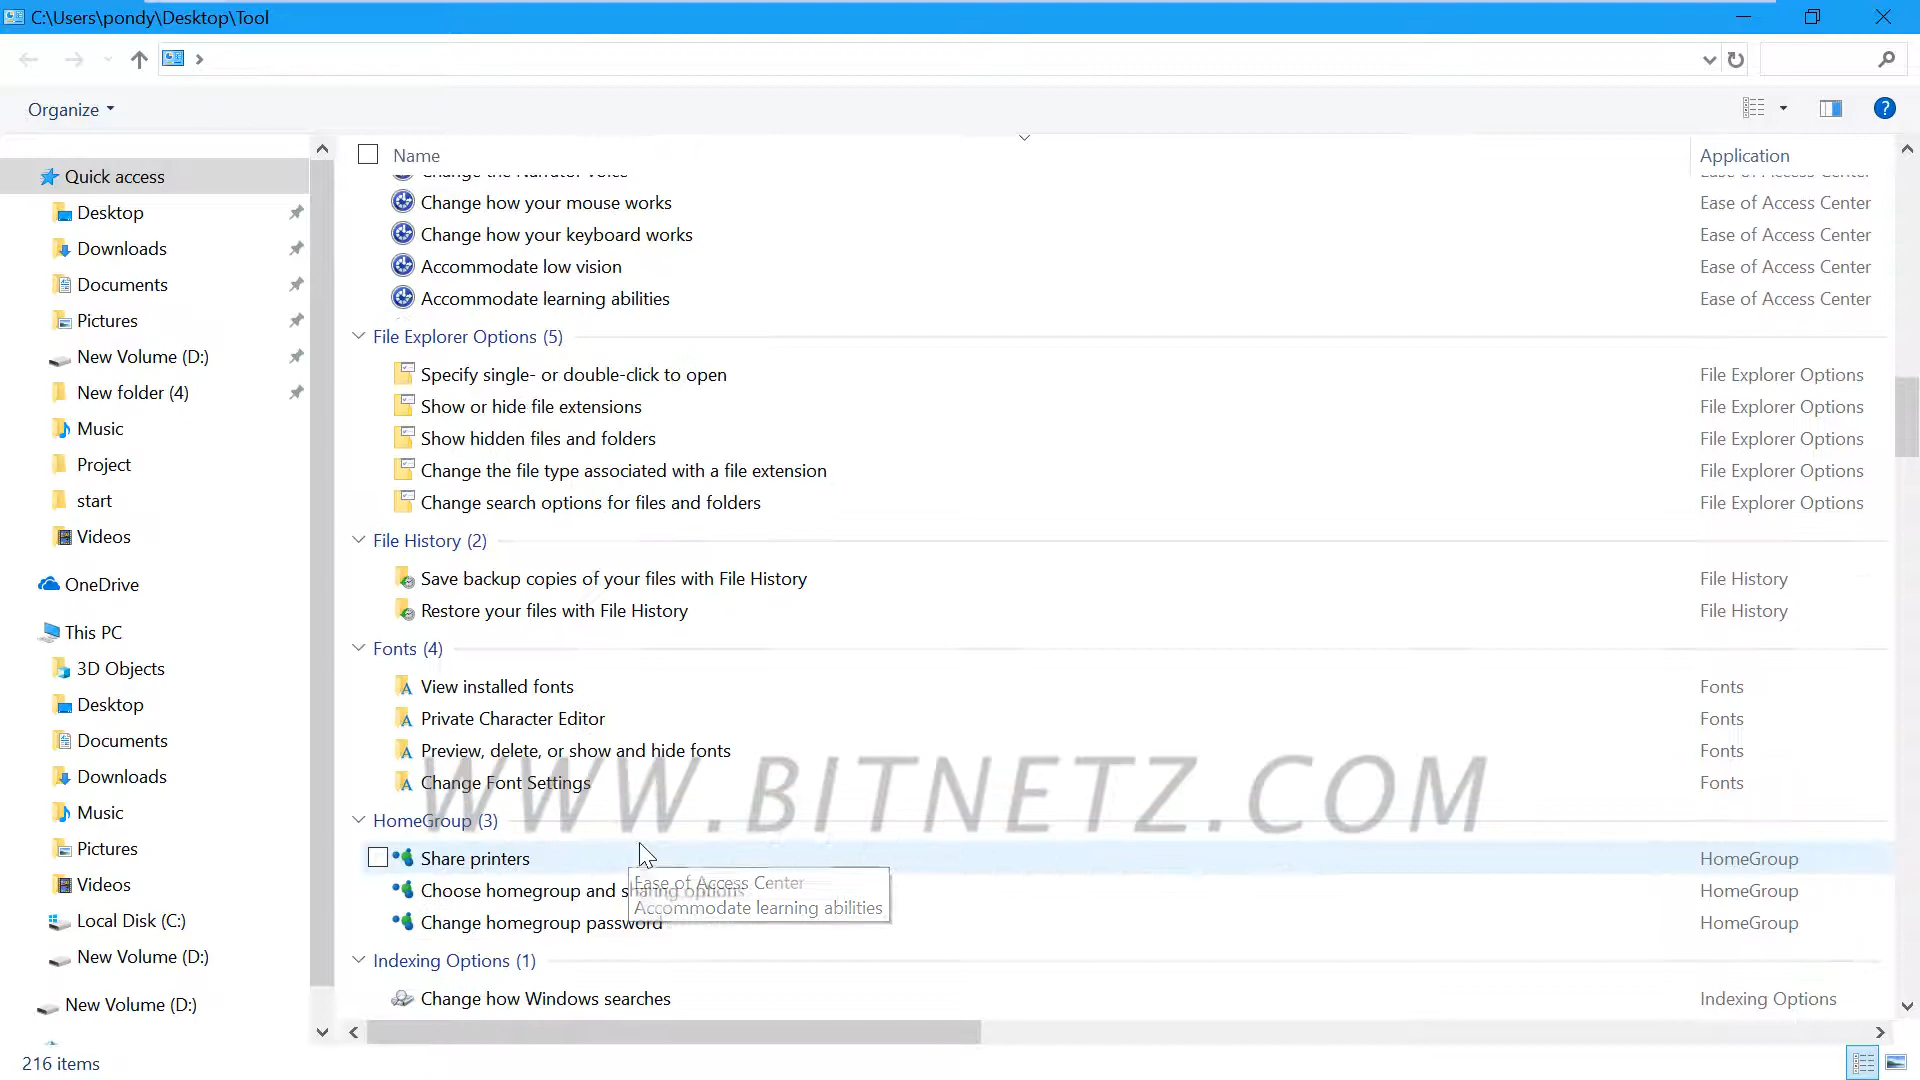 C:\Users\pondy\Desktop\Tool
Organize
Name
Application
Quick access
Desktop
Downloads
Documents
Pictures
New Volume (D:)
New folder (4)
Music
Project
start
Videos
OneDrive
This PC
3D Objects
Desktop
Documents
Downloads
Music
Pictures
Videos
Local Disk (C:)
New Volume (D:)
New Volume (D:)
Change the Narrator voice
Ease of Access Center
Change how your mouse works
Ease of Access Center
Change how your keyboard works
Ease of Access Center
Accommodate low vision
Ease of Access Center
Accommodate learning abilities
Ease of Access Center
File Explorer Options (5)
Specify single- or double-click to open
File Explorer Options
Show or hide file extensions
File Explorer Options
Show hidden files and folders
File Explorer Options
Change the file type associated with a file extension
File Explorer Options
Change search options for files and folders
File Explorer Options
File History (2)
Save backup copies of your files with File History
File History
Restore your files with File History
File History
Fonts (4)
View installed fonts
Fonts
Private Character Editor
Fonts
Preview, delete, or show and hide fonts
Fonts
Change Font Settings
Fonts
WWW.BITNETZ.COM
HomeGroup (3)
Share printers
HomeGroup
Choose homegroup and sharing options
HomeGroup
Ease of Access Center
Accommodate learning abilities
Change homegroup password
HomeGroup
Indexing Options (1)
Change how Windows searches
Indexing Options
216 items